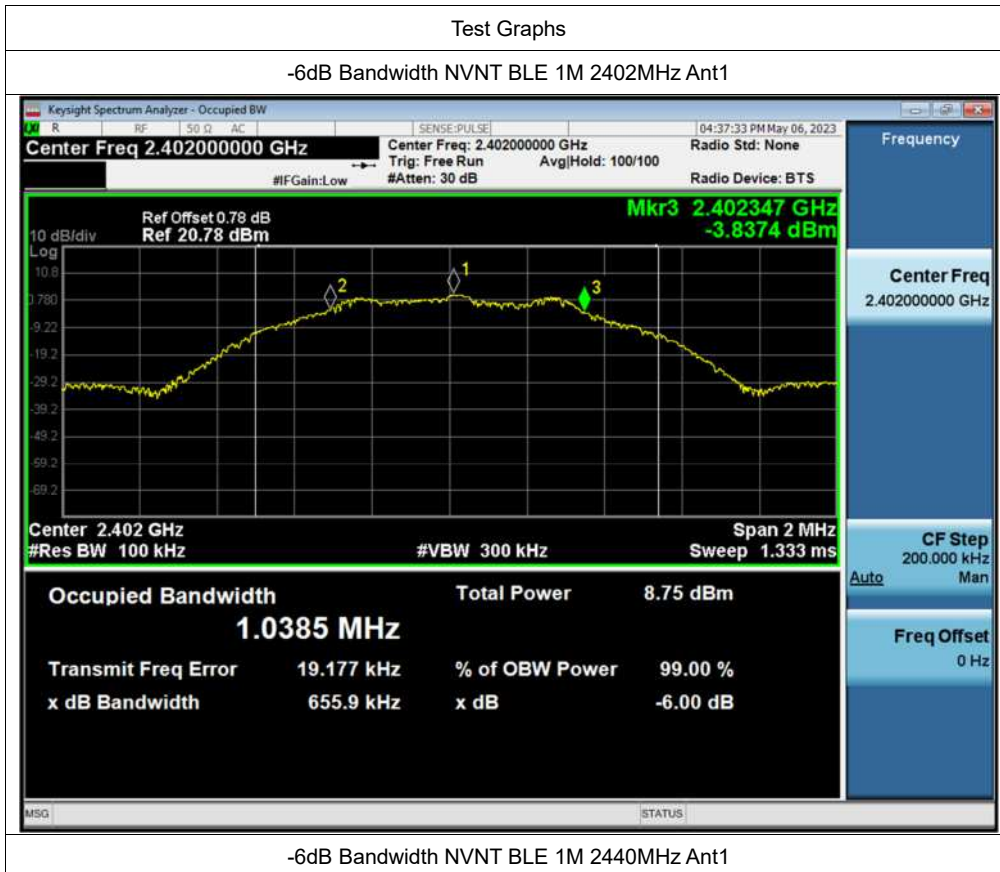 Test Graphs
-6dB Bandwidth NVNT BLE 1M 2402MHz Ant1
Keysight Spectrum Analyzer - Occupied BW
R RF 50 Ω AC SENSE:PULSE 04:37:33 PM May 06, 2023
Center Freq 2.402000000 GHz
Center Freq: 2.402000000 GHz Radio Std: None
Trig: Free Run Avg|Hold: 100/100
#IFGain:Low #Atten: 30 dB Radio Device: BTS
Frequency
Mkr3 2.402347 GHz
-3.8374 dBm
Ref Offset 0.78 dB
10 dB/div Ref 20.78 dBm
Log
10.8
0.780
-9.22
-19.2
-29.2
-39.2
-49.2
-59.2
-69.2
1
2
3
Center 2.402 GHz Span 2 MHz
#Res BW 100 kHz #VBW 300 kHz Sweep 1.333 ms
Center Freq
2.402000000 GHz
CF Step
200.000 kHz
Auto Man
Freq Offset
0 Hz
Occupied Bandwidth Total Power 8.75 dBm
1.0385 MHz
Transmit Freq Error 19.177 kHz % of OBW Power 99.00 %
x dB Bandwidth 655.9 kHz x dB -6.00 dB
MSG STATUS
-6dB Bandwidth NVNT BLE 1M 2440MHz Ant1